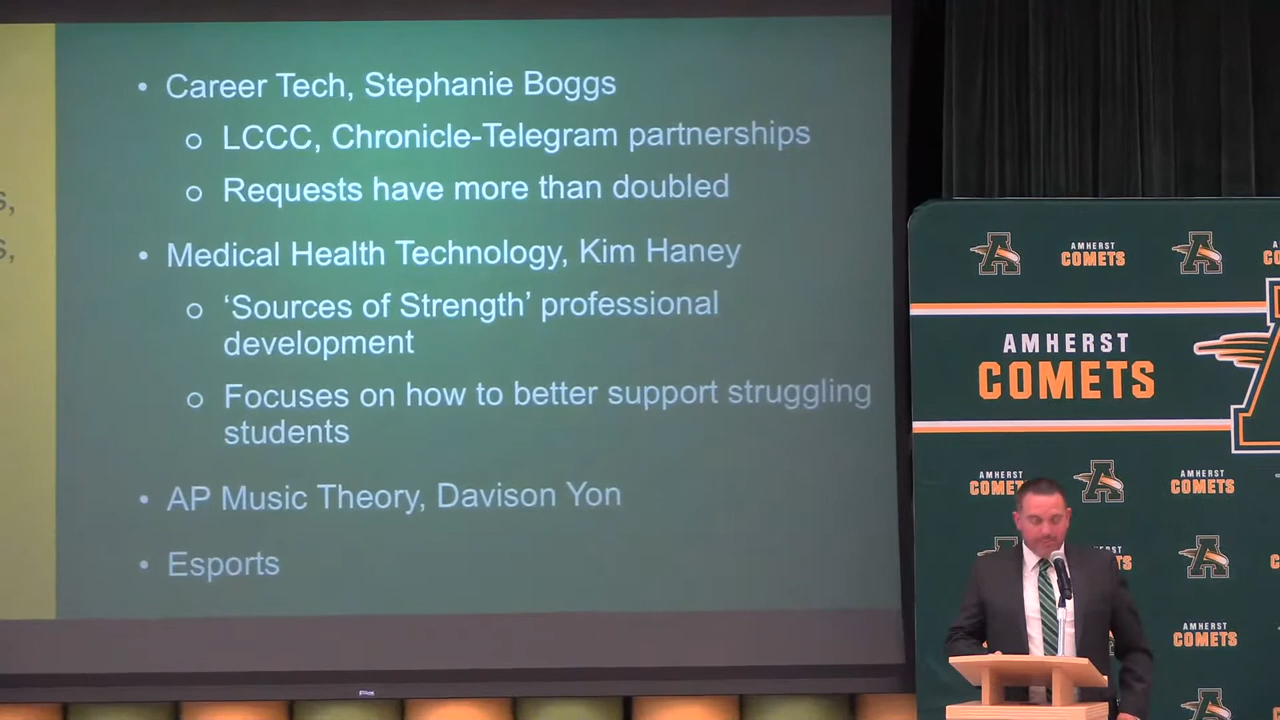 • Career Tech, Stephanie Boggs
o LCCC, Chronicle-Telegram partnerships
o Requests have more than doubled
• Medical Health Technology, Kim Haney
o ‘Sources of Strength’ professional
development
o Focuses on how to better support struggling
students
• AP Music Theory, Davison Yon
• Esports
s,
s,
A
AMHERST
COMETS
A
AMHERST
COMETS
A
AMHERST
COMETS
A
AMHERST
A
AMHERST
COMETS
A
AMHERST
COMETS
A